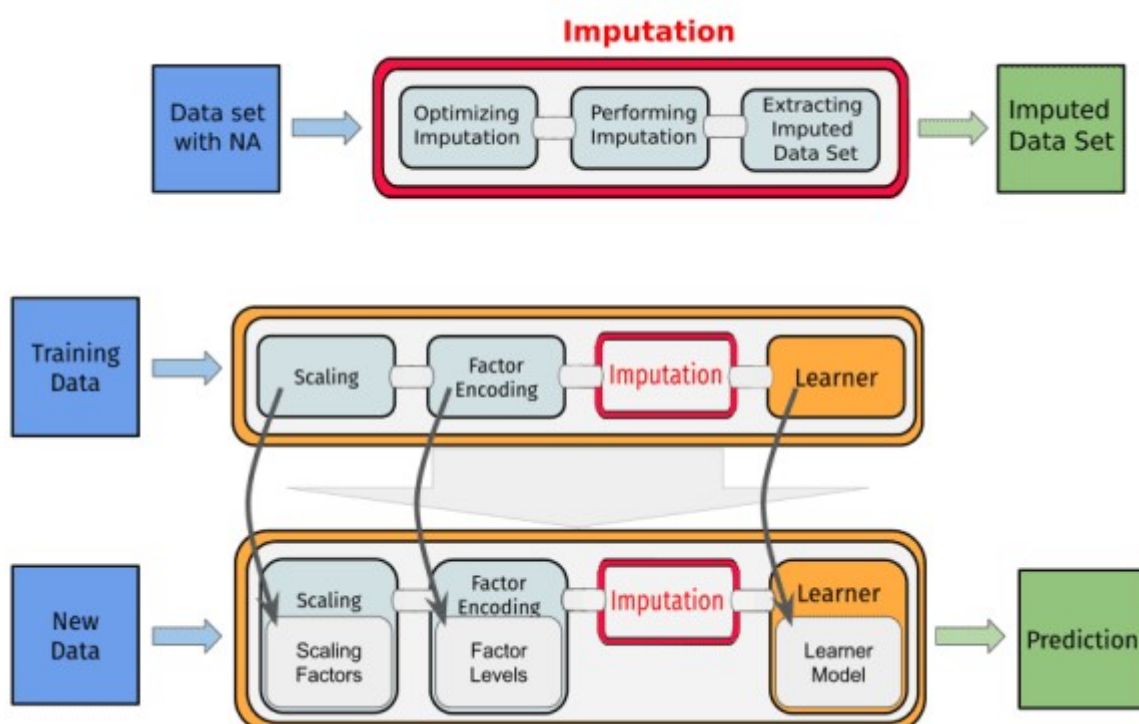 Imputation
Data set
with NA
Optimizing
Imputation
Performing
Imputation
Extracting
Imputed
Data Set
Imputed
Data Set
Training
Data
Scaling
Factor
Encoding
Imputation
Learner
New
Data
Scaling
Scaling
Factors
Factor
Encoding
Factor
Levels
Imputation
Learner
Learner
Model
Prediction